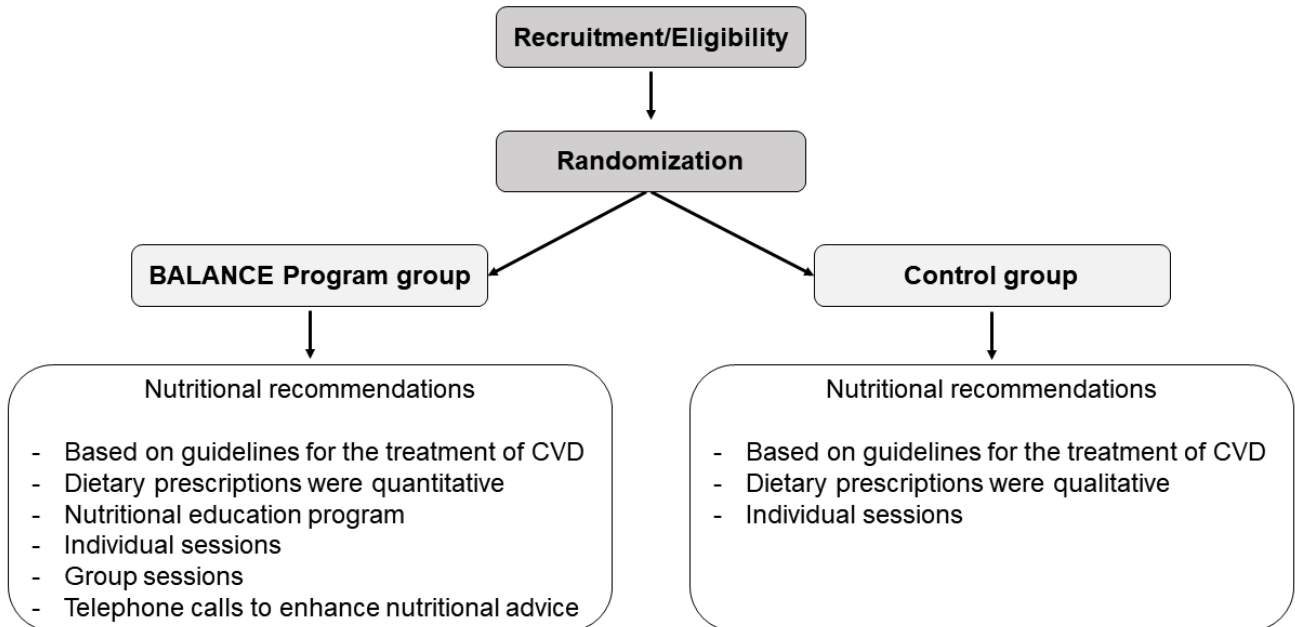 Recruitment/Eligibility
Randomization
BALANCE Program group
Control group
Nutritional recommendations
- Based on guidelines for the treatment of CVD
- Dietary prescriptions were quantitative
- Nutritional education program
- Individual sessions
- Group sessions
- Telephone calls to enhance nutritional advice
Nutritional recommendations
- Based on guidelines for the treatment of CVD
- Dietary prescriptions were qualitative
- Individual sessions